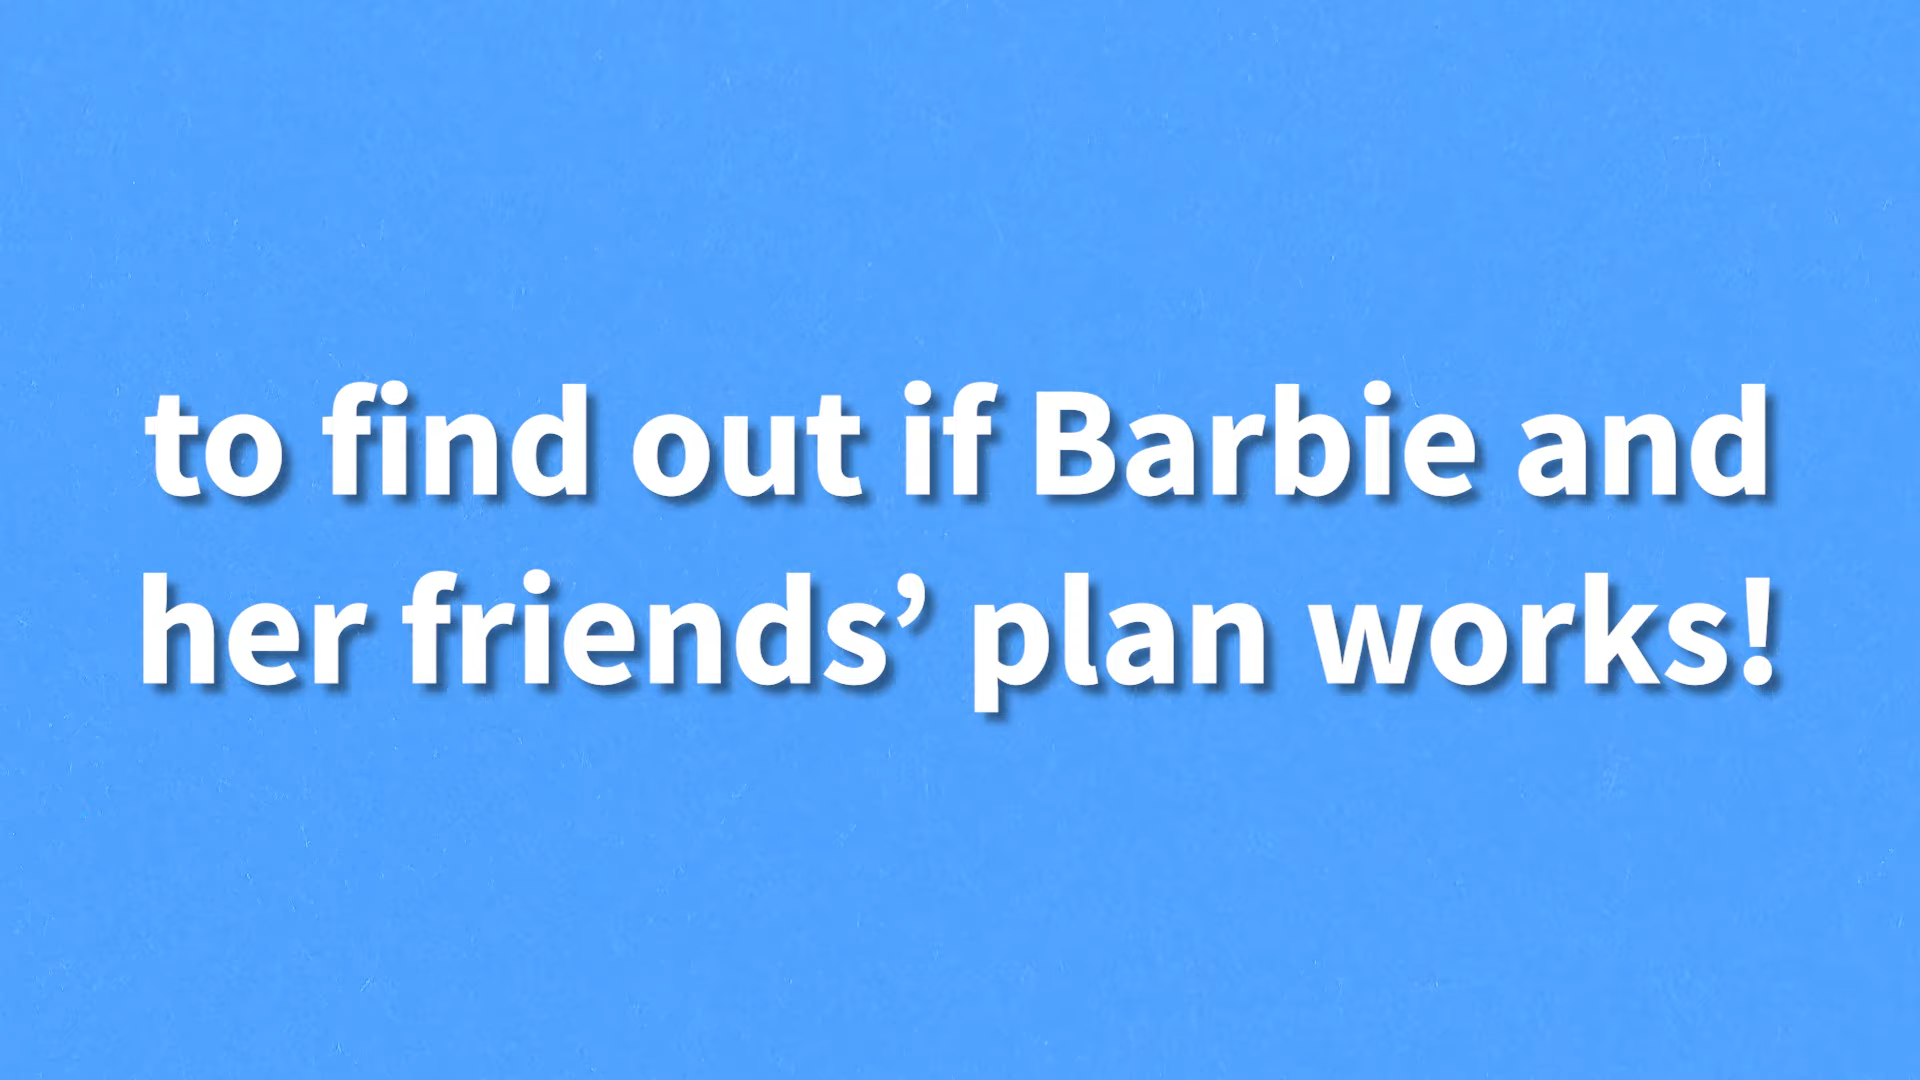 to find out if Barbie and
her friends’ plan works!